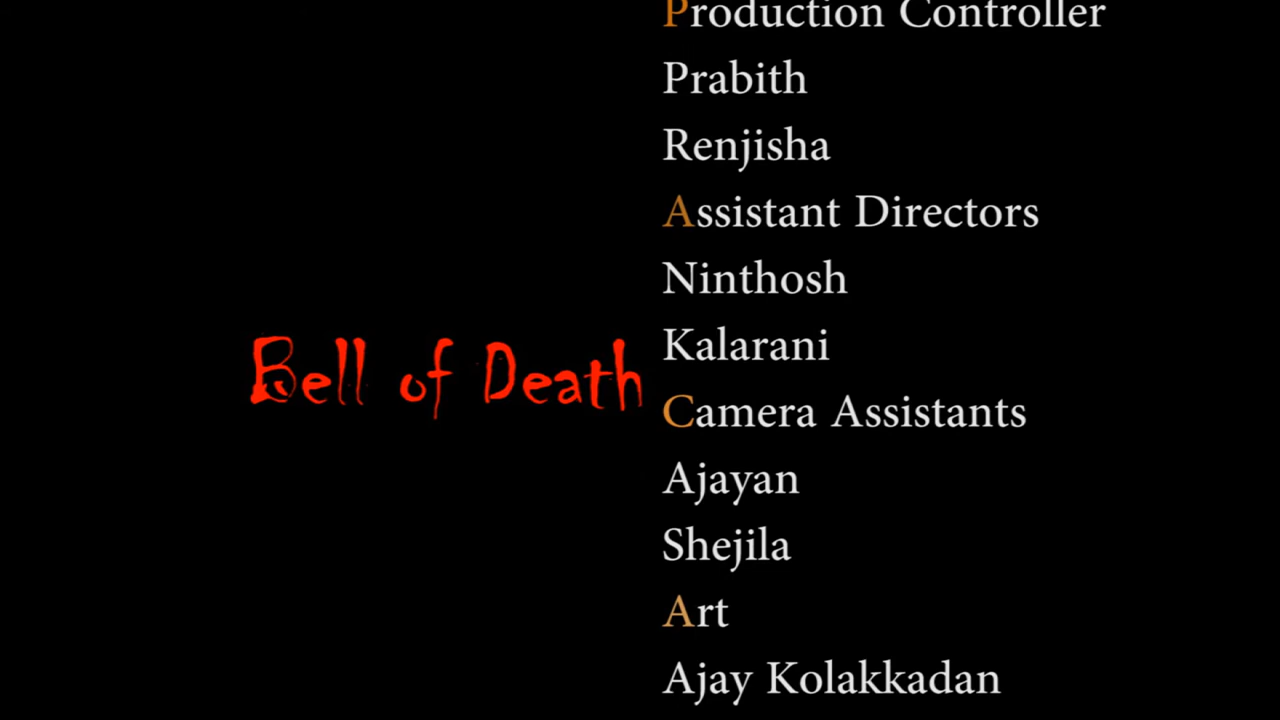 Production Controller
Prabith
Renjisha
Assistant Directors
Ninthosh
Kalarani
Bell of Death
Camera Assistants
Ajayan
Shejila
Art
Ajay Kolakkadan